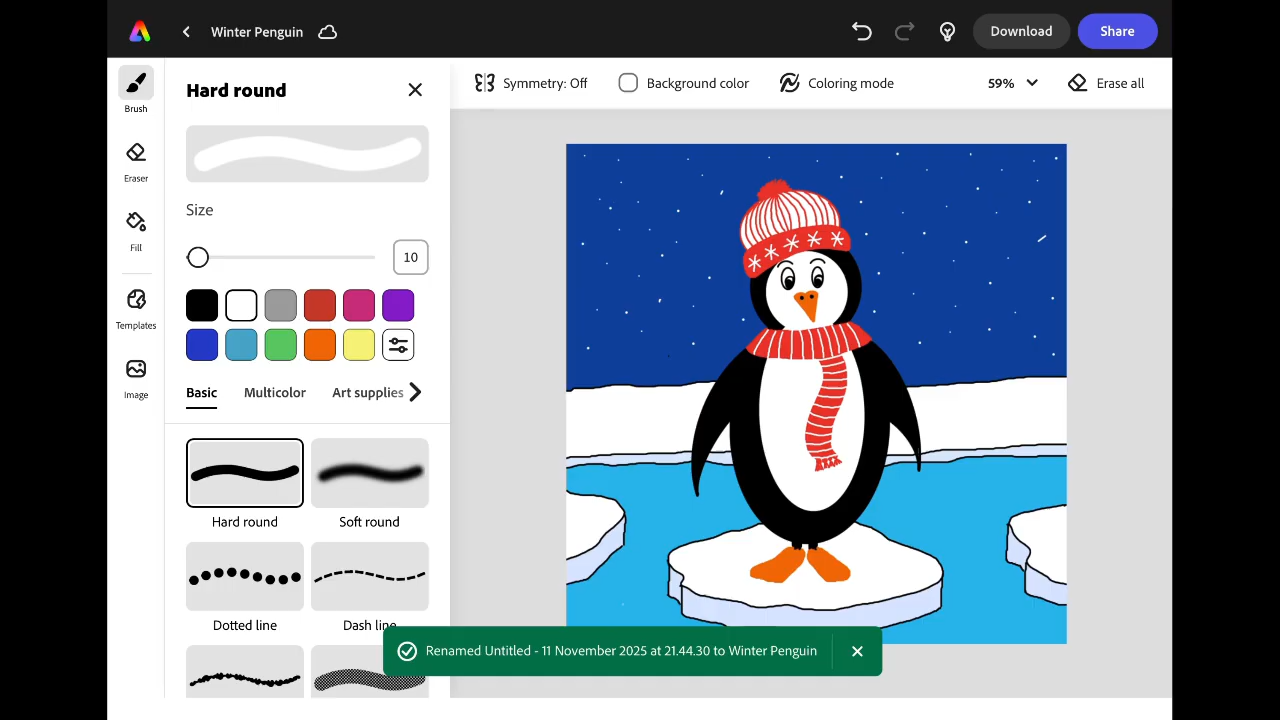 Winter Penguin
Download
Share
Brush
Eraser
Fill
Templates
Image
Hard round
Size
10
Basic
Multicolor
Art supplies
Hard round
Soft round
Dotted line
Dash line
Symmetry: Off
Background color
Coloring mode
59%
Erase all
Renamed Untitled - 11 November 2025 at 21.44.30 to Winter Penguin